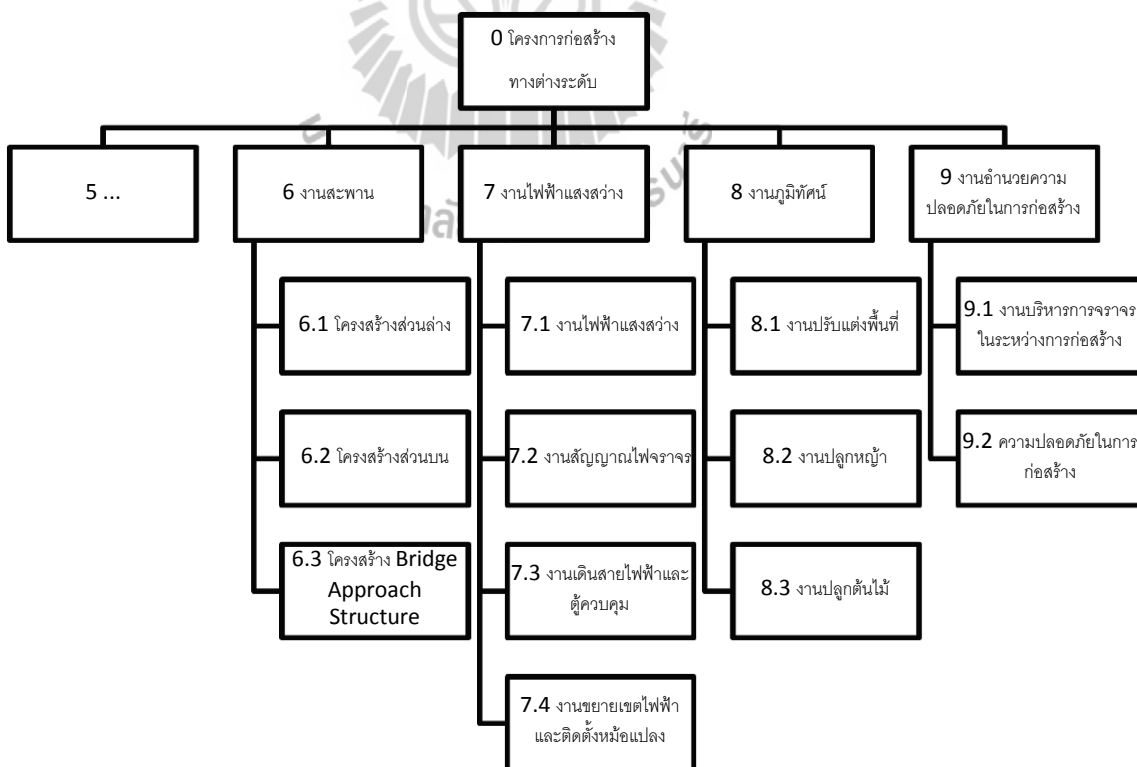 0 โครงการก่อสร้าง
ทางต่างระดับ
5 ...
6 งานสะพาน
7 งานไฟฟ้าแสงสว่าง
8 งานภูมิทัศน์
9 งานอำนวยความ
ปลอดภัยในการก่อสร้าง
6.1 โครงสร้างส่วนล่าง
7.1 งานไฟฟ้าแสงสว่าง
8.1 งานปรับแต่งพื้นที่
9.1 งานบริหารการจราจร
ในระหว่างการก่อสร้าง
6.2 โครงสร้างส่วนบน
7.2 งานสัญญาณไฟจราจร
8.2 งานปลูกหญ้า
9.2 ความปลอดภัยในการ
ก่อสร้าง
6.3 โครงสร้าง Bridge
Approach
Structure
7.3 งานเดินสายไฟฟ้าและ
ตู้ควบคุม
8.3 งานปลูกต้นไม้
7.4 งานขยายเขตไฟฟ้า
และติดตั้งหม้อแปลง